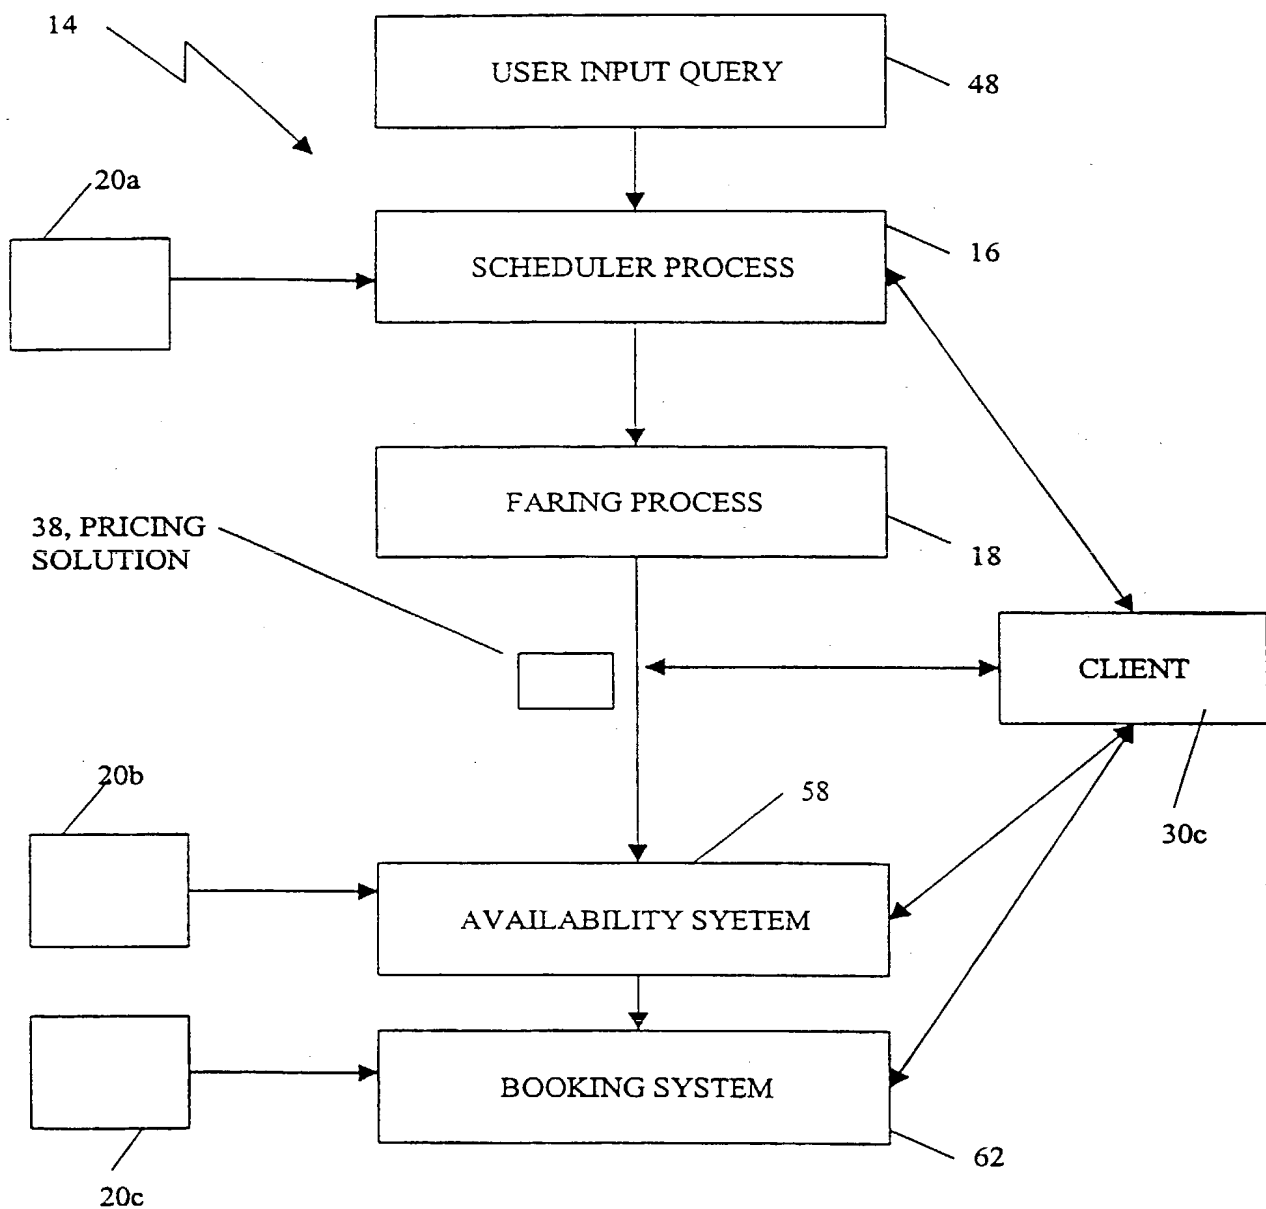 14
USER INPUT QUERY
48
20a
16
SCHEDULER PROCESS
FARING PROCESS
38, PRICING
SOLUTION
18
CLIENT
20b
58
30c
AVAILABILITY SYETEM
BOOKING SYSTEM
62
20c